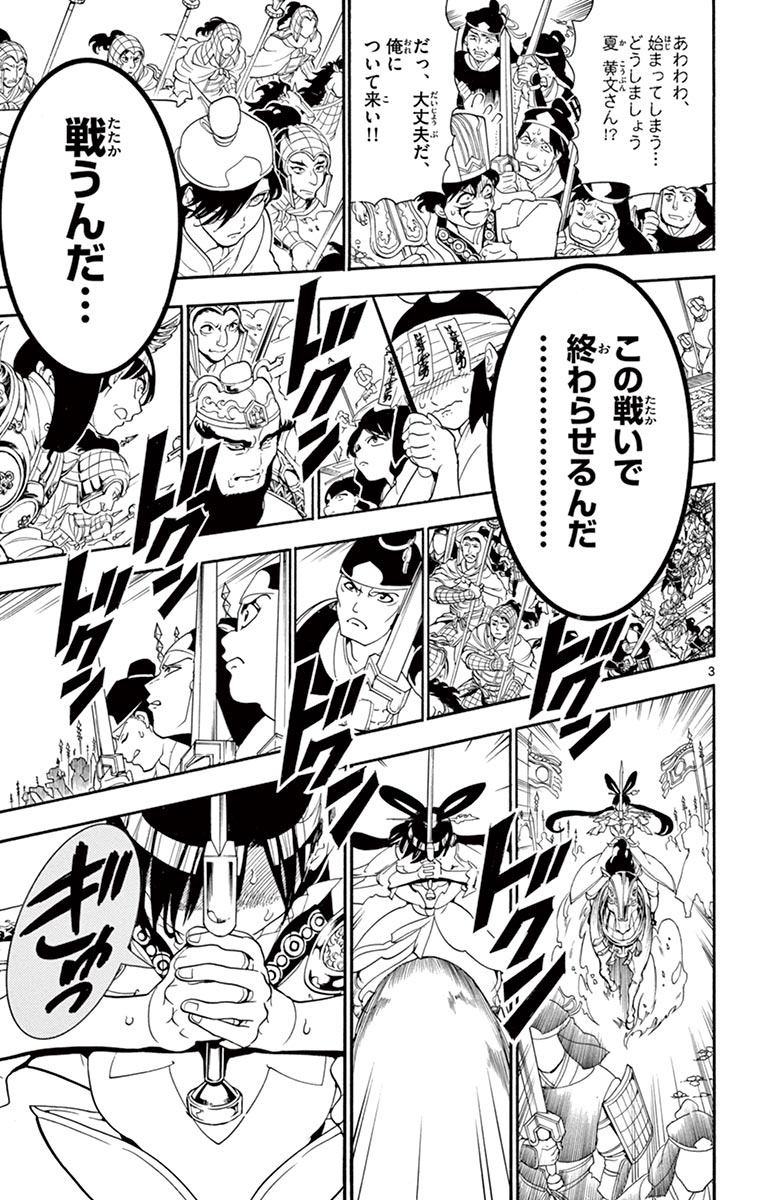 あわわわ、
始まってしまう…
どうしましょう
夏 黄文さん!?
だっ、大丈夫だ、
俺に
ついて来い!!
戦うんだ…
この戦いで
終わらせるんだ
…………
ドクン
ドクン
ドクン
ドクン
ドクン
ドクン
ぎゅっ
3